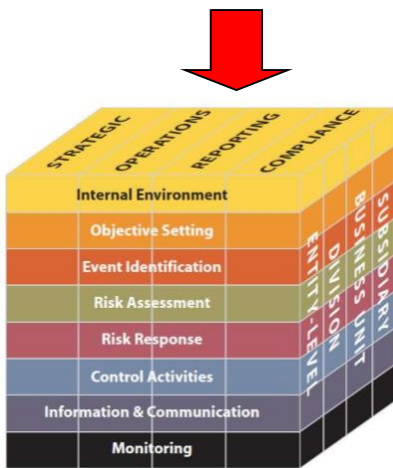 STRATEGIC
OPERATIONS
REPORTING
COMPLIANCE
Internal Environment
Objective Setting
Event Identification
Risk Assessment
Risk Response
Control Activities
Information & Communication
Monitoring
ENTITY-LEVEL
DIVISION
BUSINESS UNIT
SUBSIDIARY